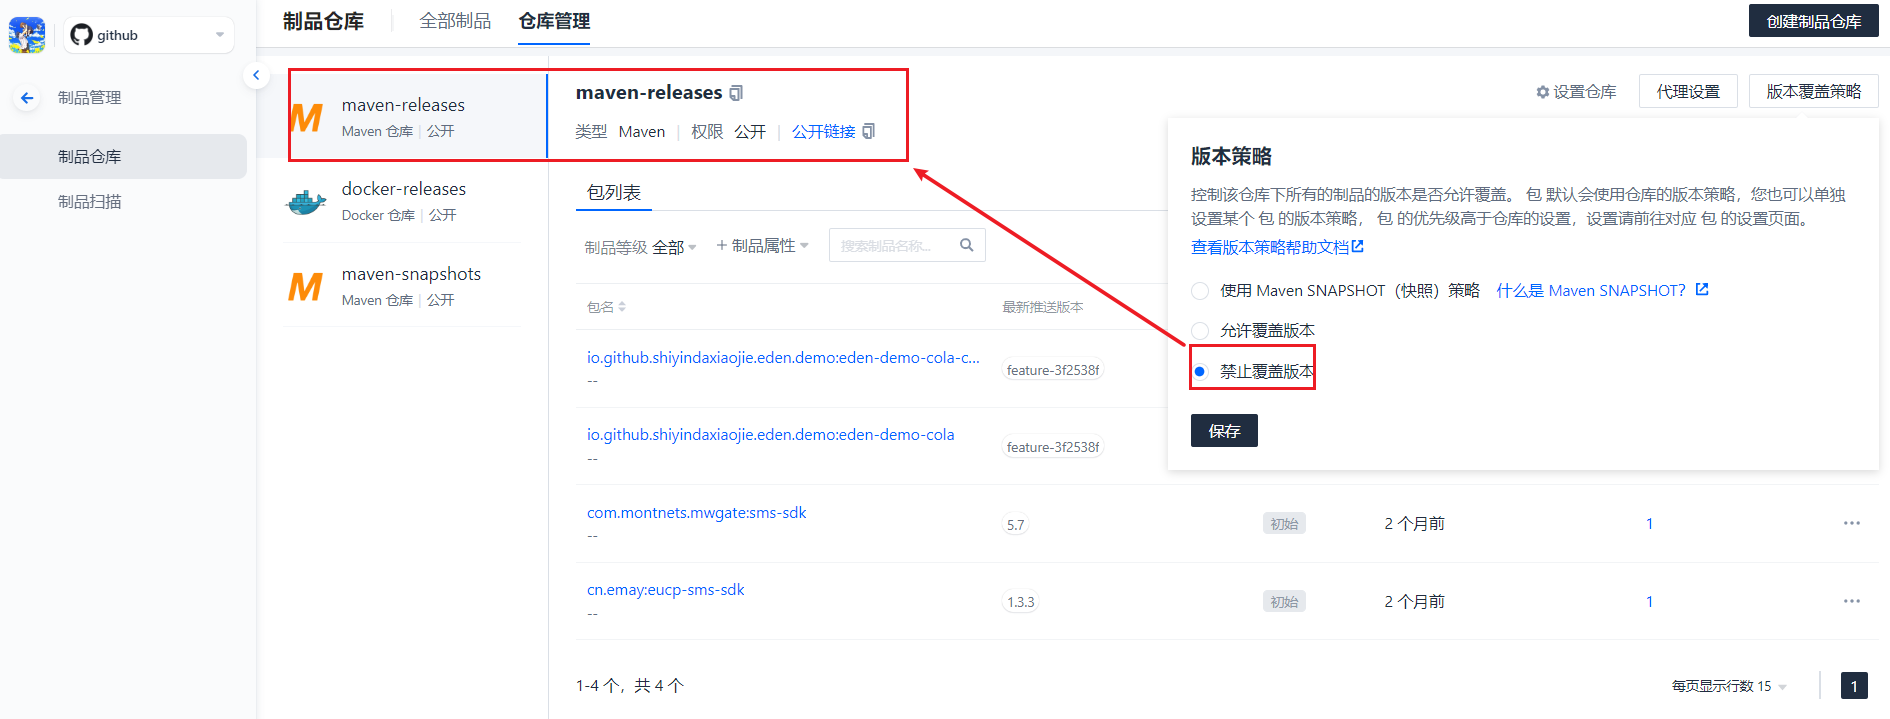 github
制品管理
制品仓库
制品扫描
制品仓库
全部制品
仓库管理
创建制品仓库
maven-releases
Maven 仓库 | 公开
docker-releases
Docker 仓库 | 公开
maven-snapshots
Maven 仓库 | 公开
maven-releases
类型 Maven | 权限 公开 | 公开链接
设置仓库
代理设置
版本覆盖策略
包列表
制品等级 全部
+ 制品属性
搜索制品名称...
包名
最新推送版本
io.github.shiyindaxiaojie.eden.demo:eden-demo-cola-c...
--
feature-3f2538f
io.github.shiyindaxiaojie.eden.demo:eden-demo-cola
--
feature-3f2538f
com.montnets.mwgate:sms-sdk
--
5.7
初始
2 个月前
1
...
cn.emay:eucp-sms-sdk
--
1.3.3
初始
2 个月前
1
...
1-4 个，共 4 个
每页显示行数 15
1
版本策略
控制该仓库下所有的制品的版本是否允许覆盖。 包 默认会使用仓库的版本策略，您也可以单独
设置某个 包 的版本策略， 包 的优先级高于仓库的设置，设置请前往对应 包 的设置页面。
查看版本策略帮助文档
使用 Maven SNAPSHOT（快照）策略 什么是 Maven SNAPSHOT？
允许覆盖版本
禁止覆盖版本
保存